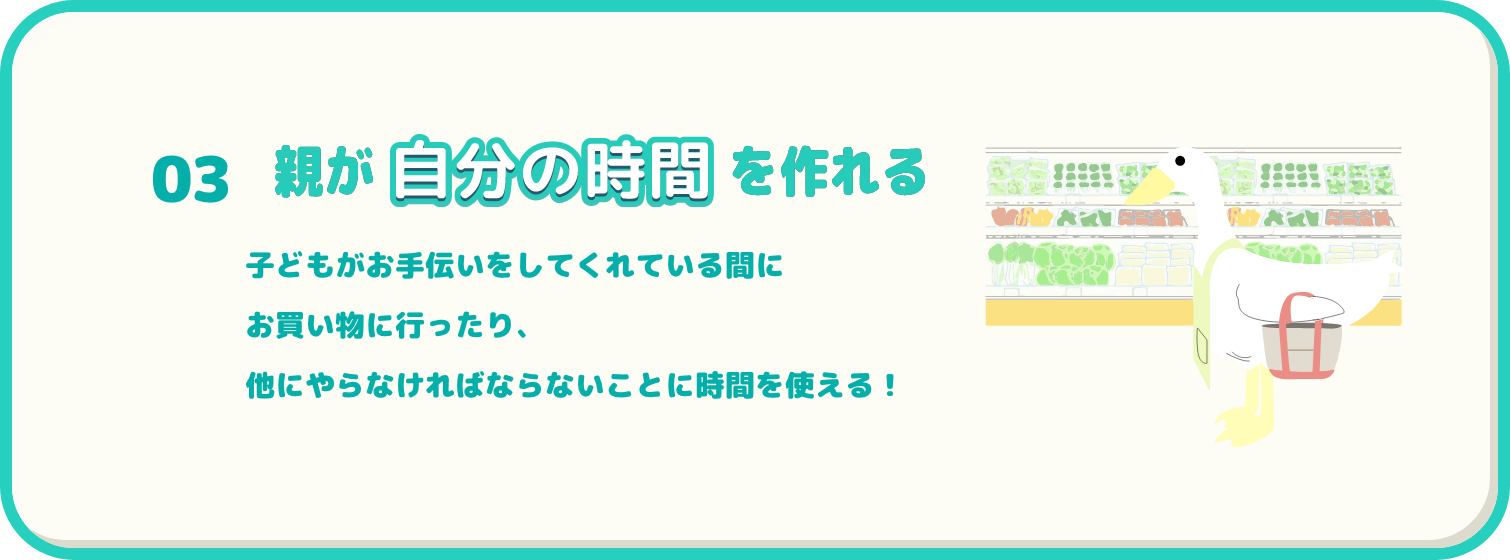 03 親が 自分の時間 を作れる
子どもがお手伝いをしてくれている間に
お買い物に行ったり、
他にやらなければならないことに時間を使える！